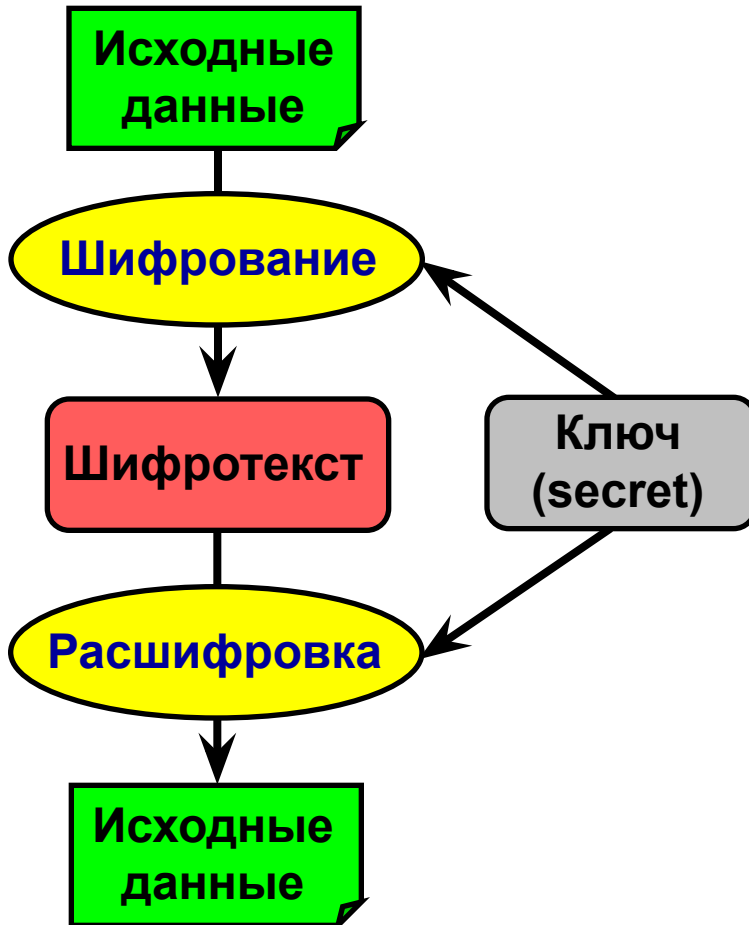 Исходные
данные
Шифрование
Шифротекст
Ключ
(secret)
Расшифровка
Исходные
данные